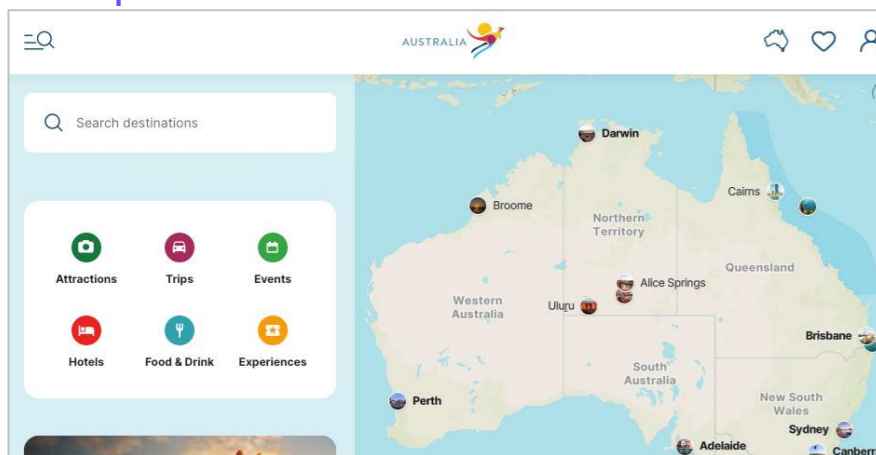 AUSTRALIA
Search destinations
Attractions
Trips
Events
Hotels
Food & Drink
Experiences
Darwin
Cairns
Broome
Northern
Territory
Queensland
Alice Springs
Western
Australia
Uluru
Brisbane
South
Australia
New South
Wales
Perth
Sydney
Adelaide
Canberr